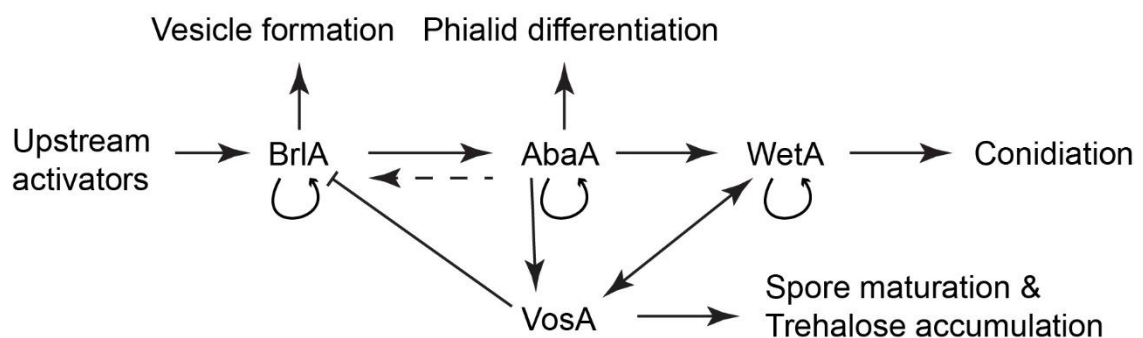 Vesicle formation
Phialid differentiation
Upstream
activators
BrlA
AbaA
WetA
Conidiation
VosA
Spore maturation &
Trehalose accumulation